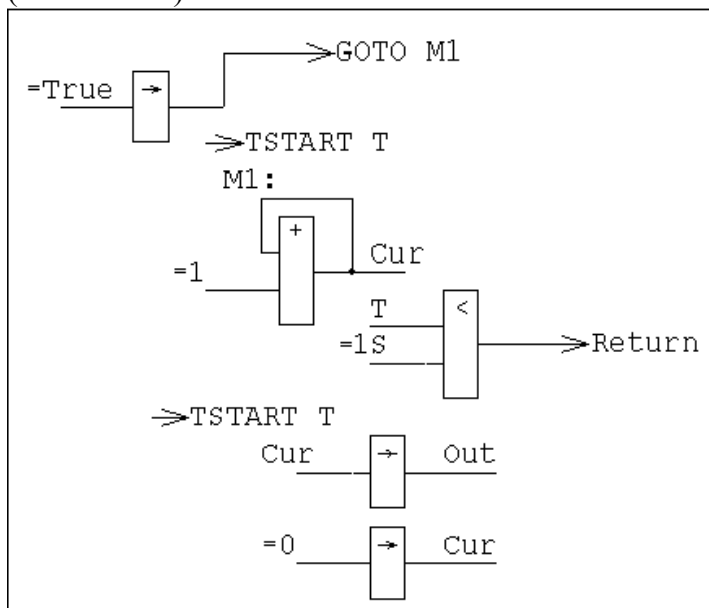 =True → GOTO M1
TSTART T
M1:
+
=1 Cur
T <
=1S Return
TSTART T
Cur → Out
=0 → Cur